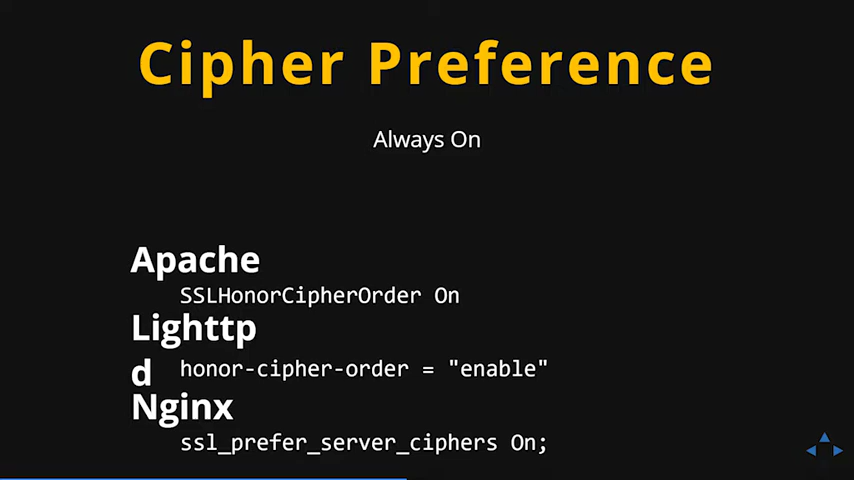 Cipher Preference
Always On
Apache
SSLHonorCipherOrder On
Lighttp
d
honor-cipher-order = "enable"
Nginx
ssl_prefer_server_ciphers On;